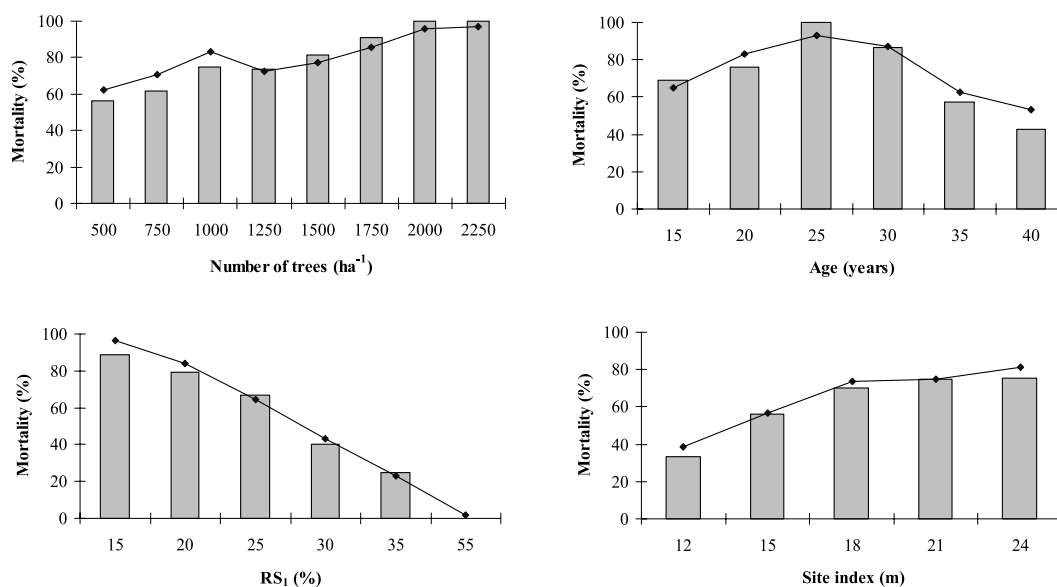 100
80
60
40
20
0
Mortality (%)
500 750 1000 1250 1500 1750 2000 2250
Number of trees (ha⁻¹)
100
80
60
40
20
0
Mortality (%)
15 20 25 30 35 40
Age (years)
100
80
60
40
20
0
Mortality (%)
15 20 25 30 35 55
RS₁ (%)
100
80
60
40
20
0
Mortality (%)
12 15 18 21 24
Site index (m)